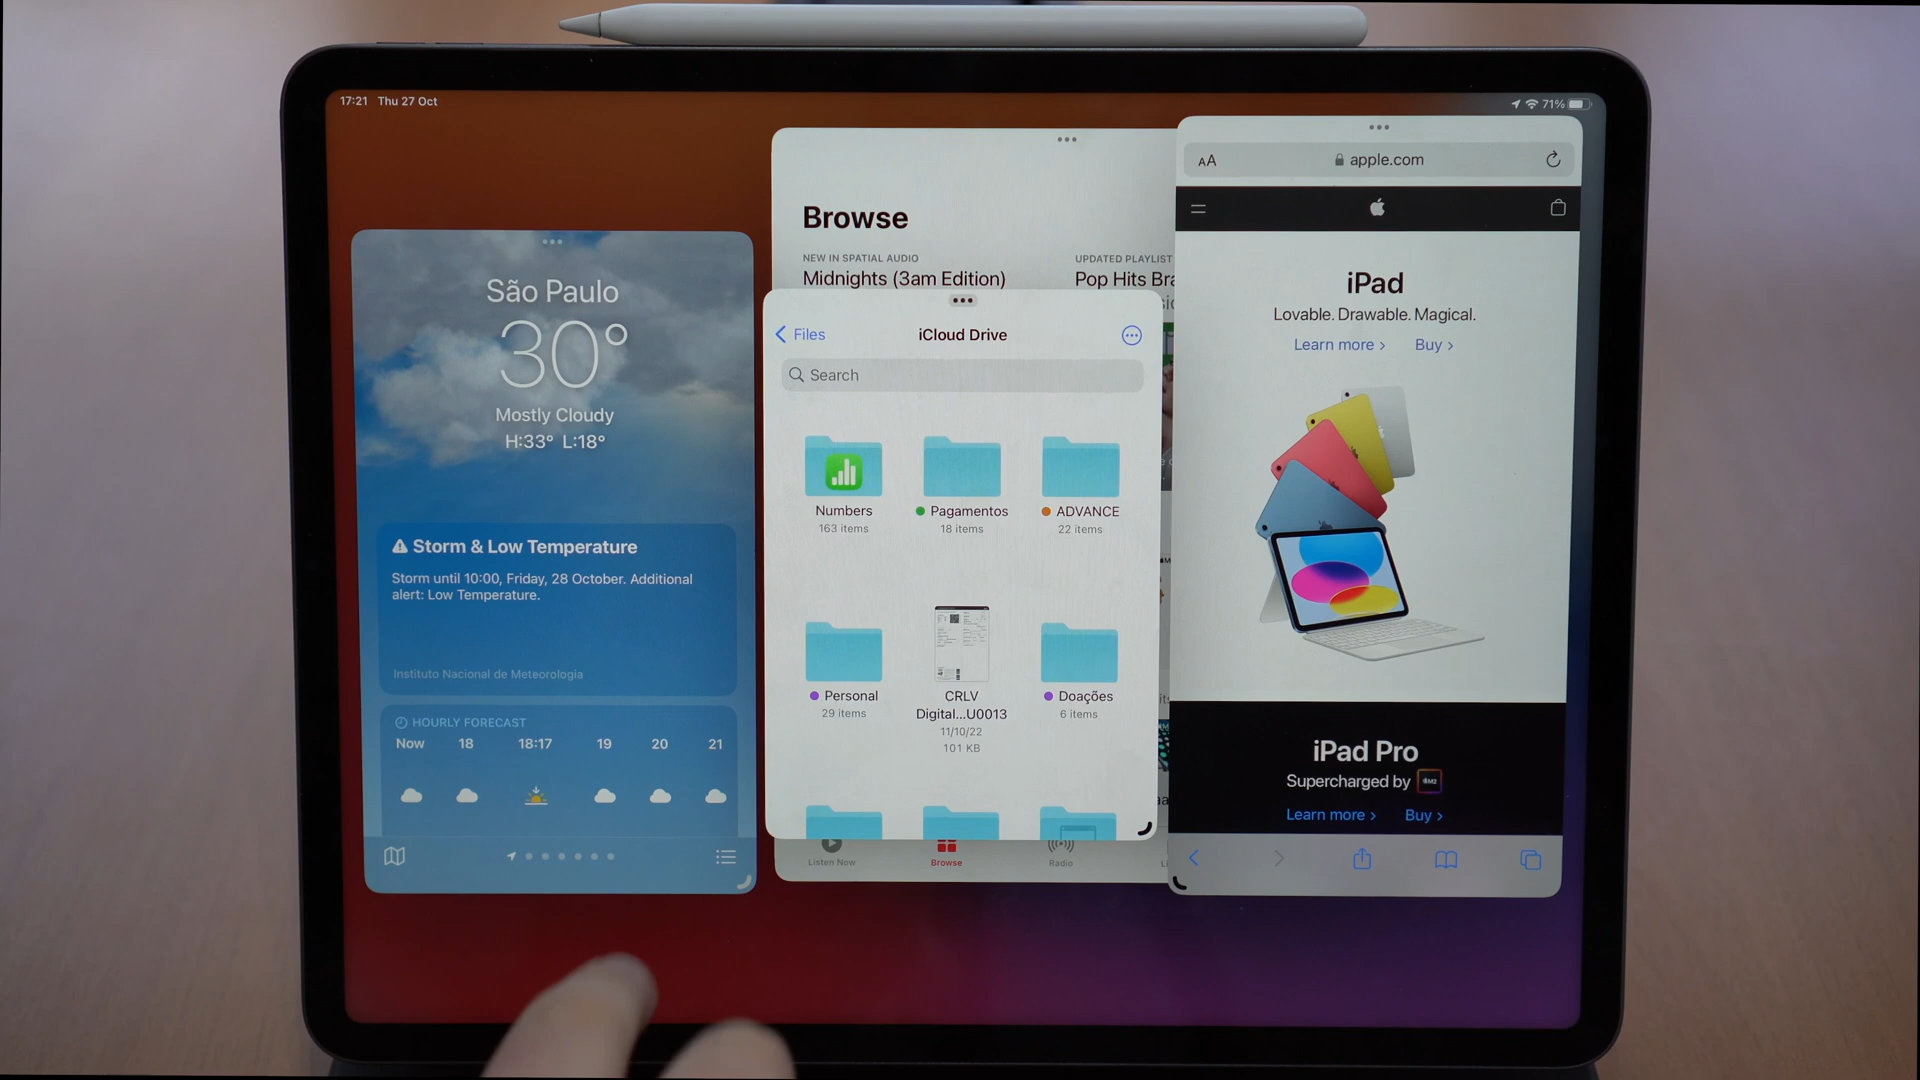 17:21 Thu 27 Oct
71%
São Paulo
30°
Mostly Cloudy
H:33° L:18°
Storm & Low Temperature
Storm until 10:00, Friday, 28 October. Additional
alert: Low Temperature.
Instituto Nacional de Meteorologia
HOURLY FORECAST
Now 18 18:17 19 20 21
Browse
NEW IN SPATIAL AUDIO
Midnights (3am Edition)
UPDATED PLAYLIST
Pop Hits
Files
iCloud Drive
Search
Numbers
163 items
Pagamentos
18 items
ADVANCE
22 items
Personal
29 items
CRLV
Digital...U0013
11/10/22
101 KB
Doações
6 items
Listen Now
Browse
Radio
AA
apple.com
iPad
Lovable. Drawable. Magical.
Learn more >
Buy >
iPad Pro
Supercharged by M2
Learn more >
Buy >